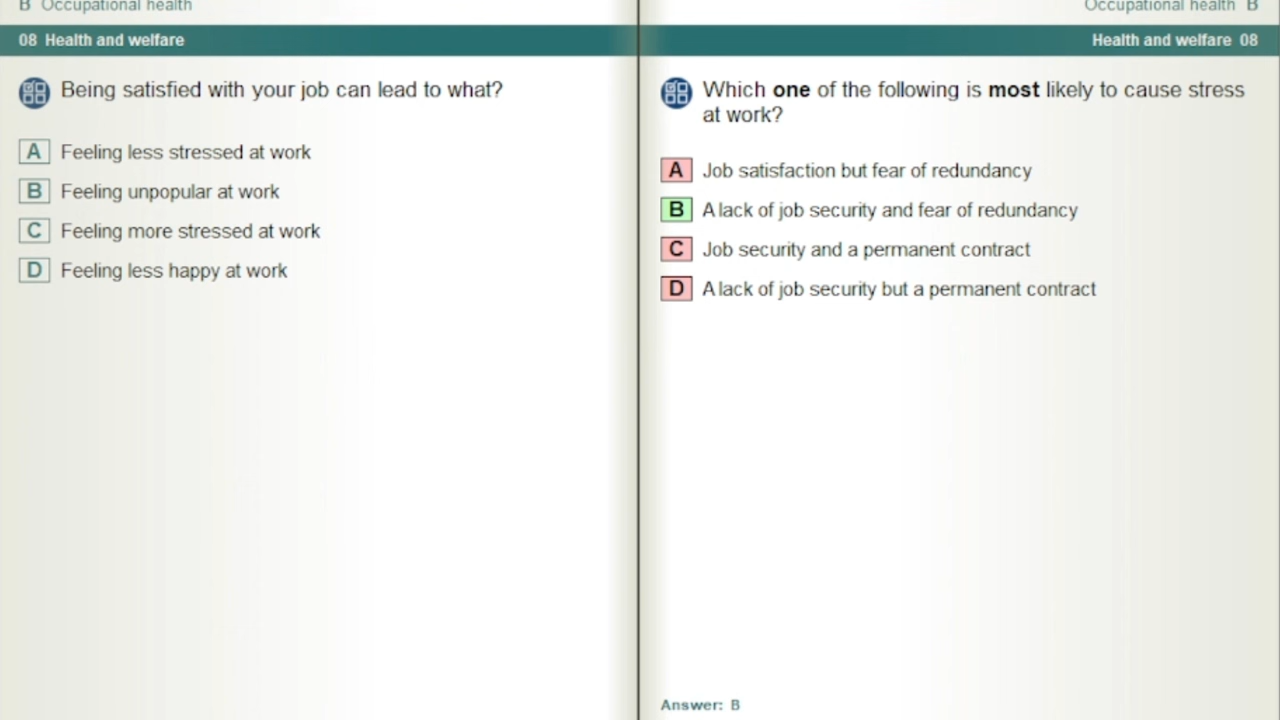 B Occupational health
08 Health and welfare
Being satisfied with your job can lead to what?
A Feeling less stressed at work
B Feeling unpopular at work
C Feeling more stressed at work
D Feeling less happy at work
Occupational health B
Health and welfare 08
Which one of the following is most likely to cause stress
at work?
A Job satisfaction but fear of redundancy
B A lack of job security and fear of redundancy
C Job security and a permanent contract
D A lack of job security but a permanent contract
Answer: B